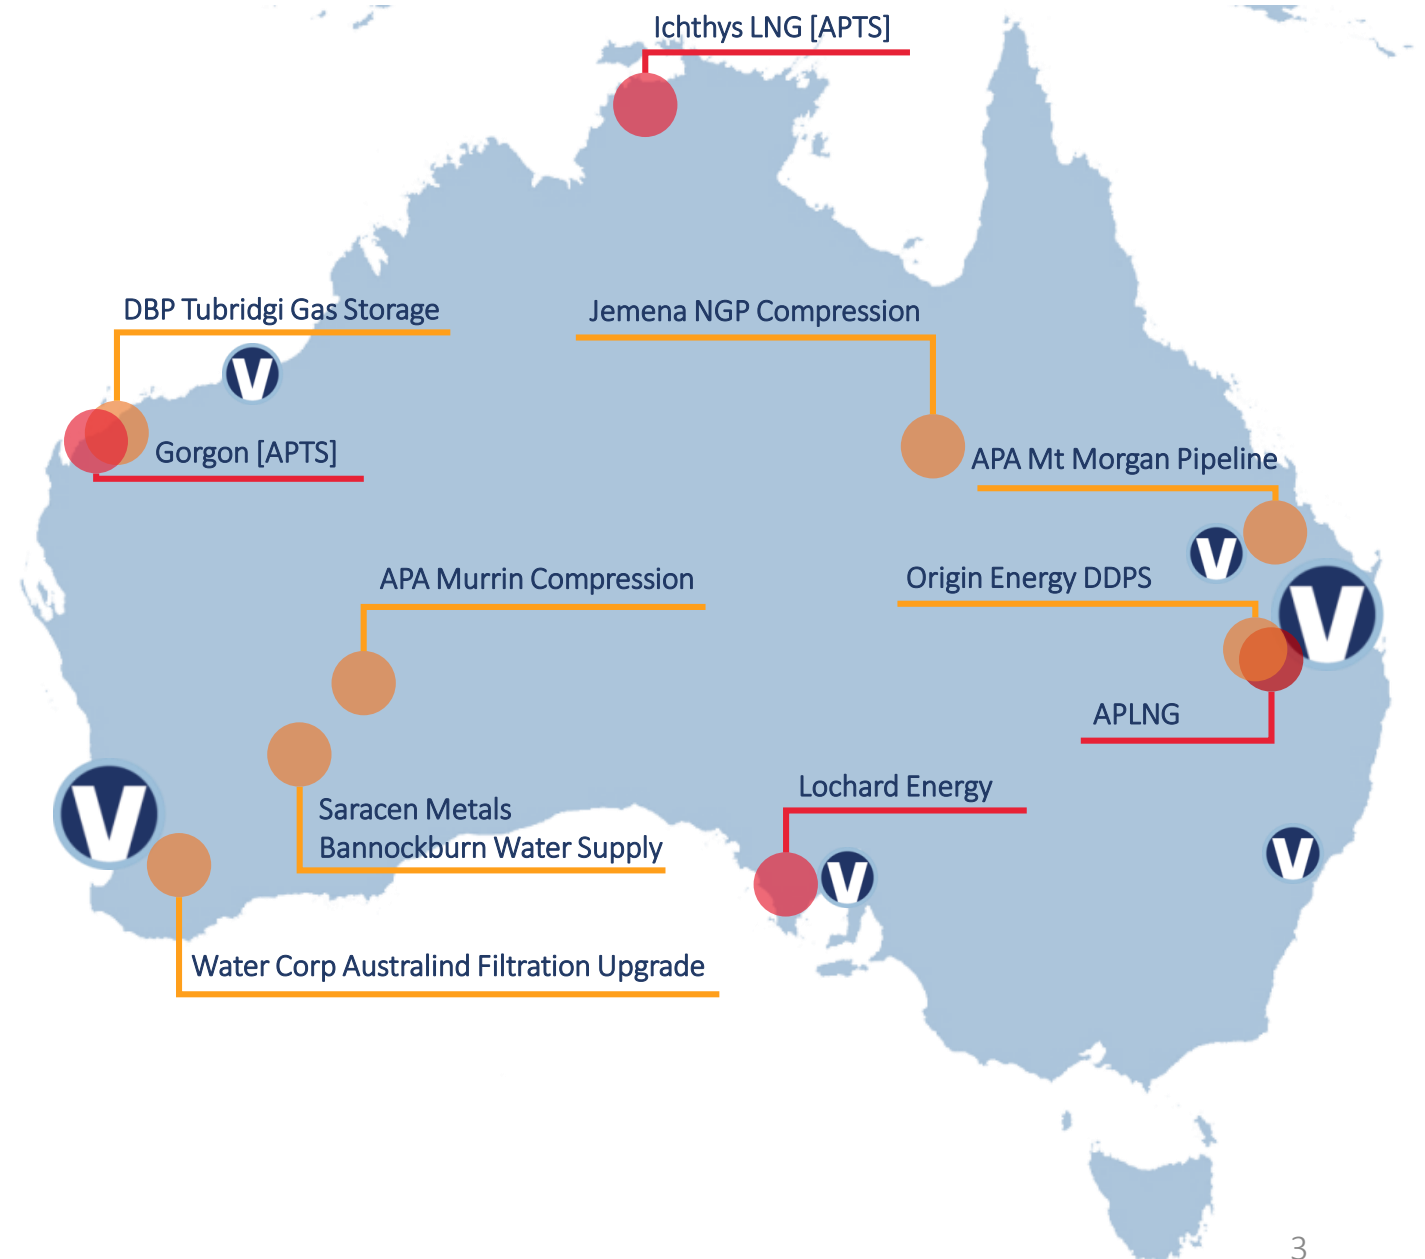 Ichthys LNG [APTS]
DBP Tubridgi Gas Storage
Jemena NGP Compression
V
Gorgon [APTS]
APA Mt Morgan Pipeline
V
APA Murrin Compression
Origin Energy DDPS
V
APLNG
Lochard Energy
V
Saracen Metals
Bannockburn Water Supply
V
V
Water Corp Australind Filtration Upgrade
3